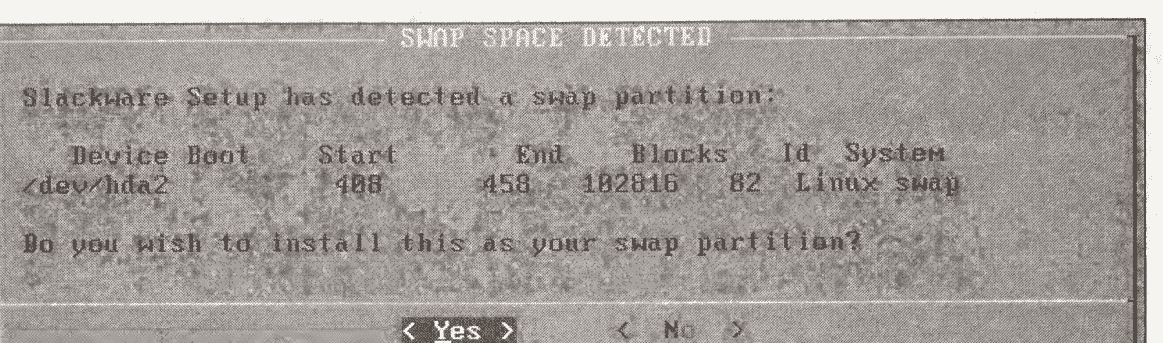 SWAP SPACE DETECTED
Slackware Setup has detected a swap partition:
Device Boot Start End Blocks Id System
/dev/hda2 408 458 102816 82 Linux swap
Do you wish to install this as your swap partition?
< Yes > < No >